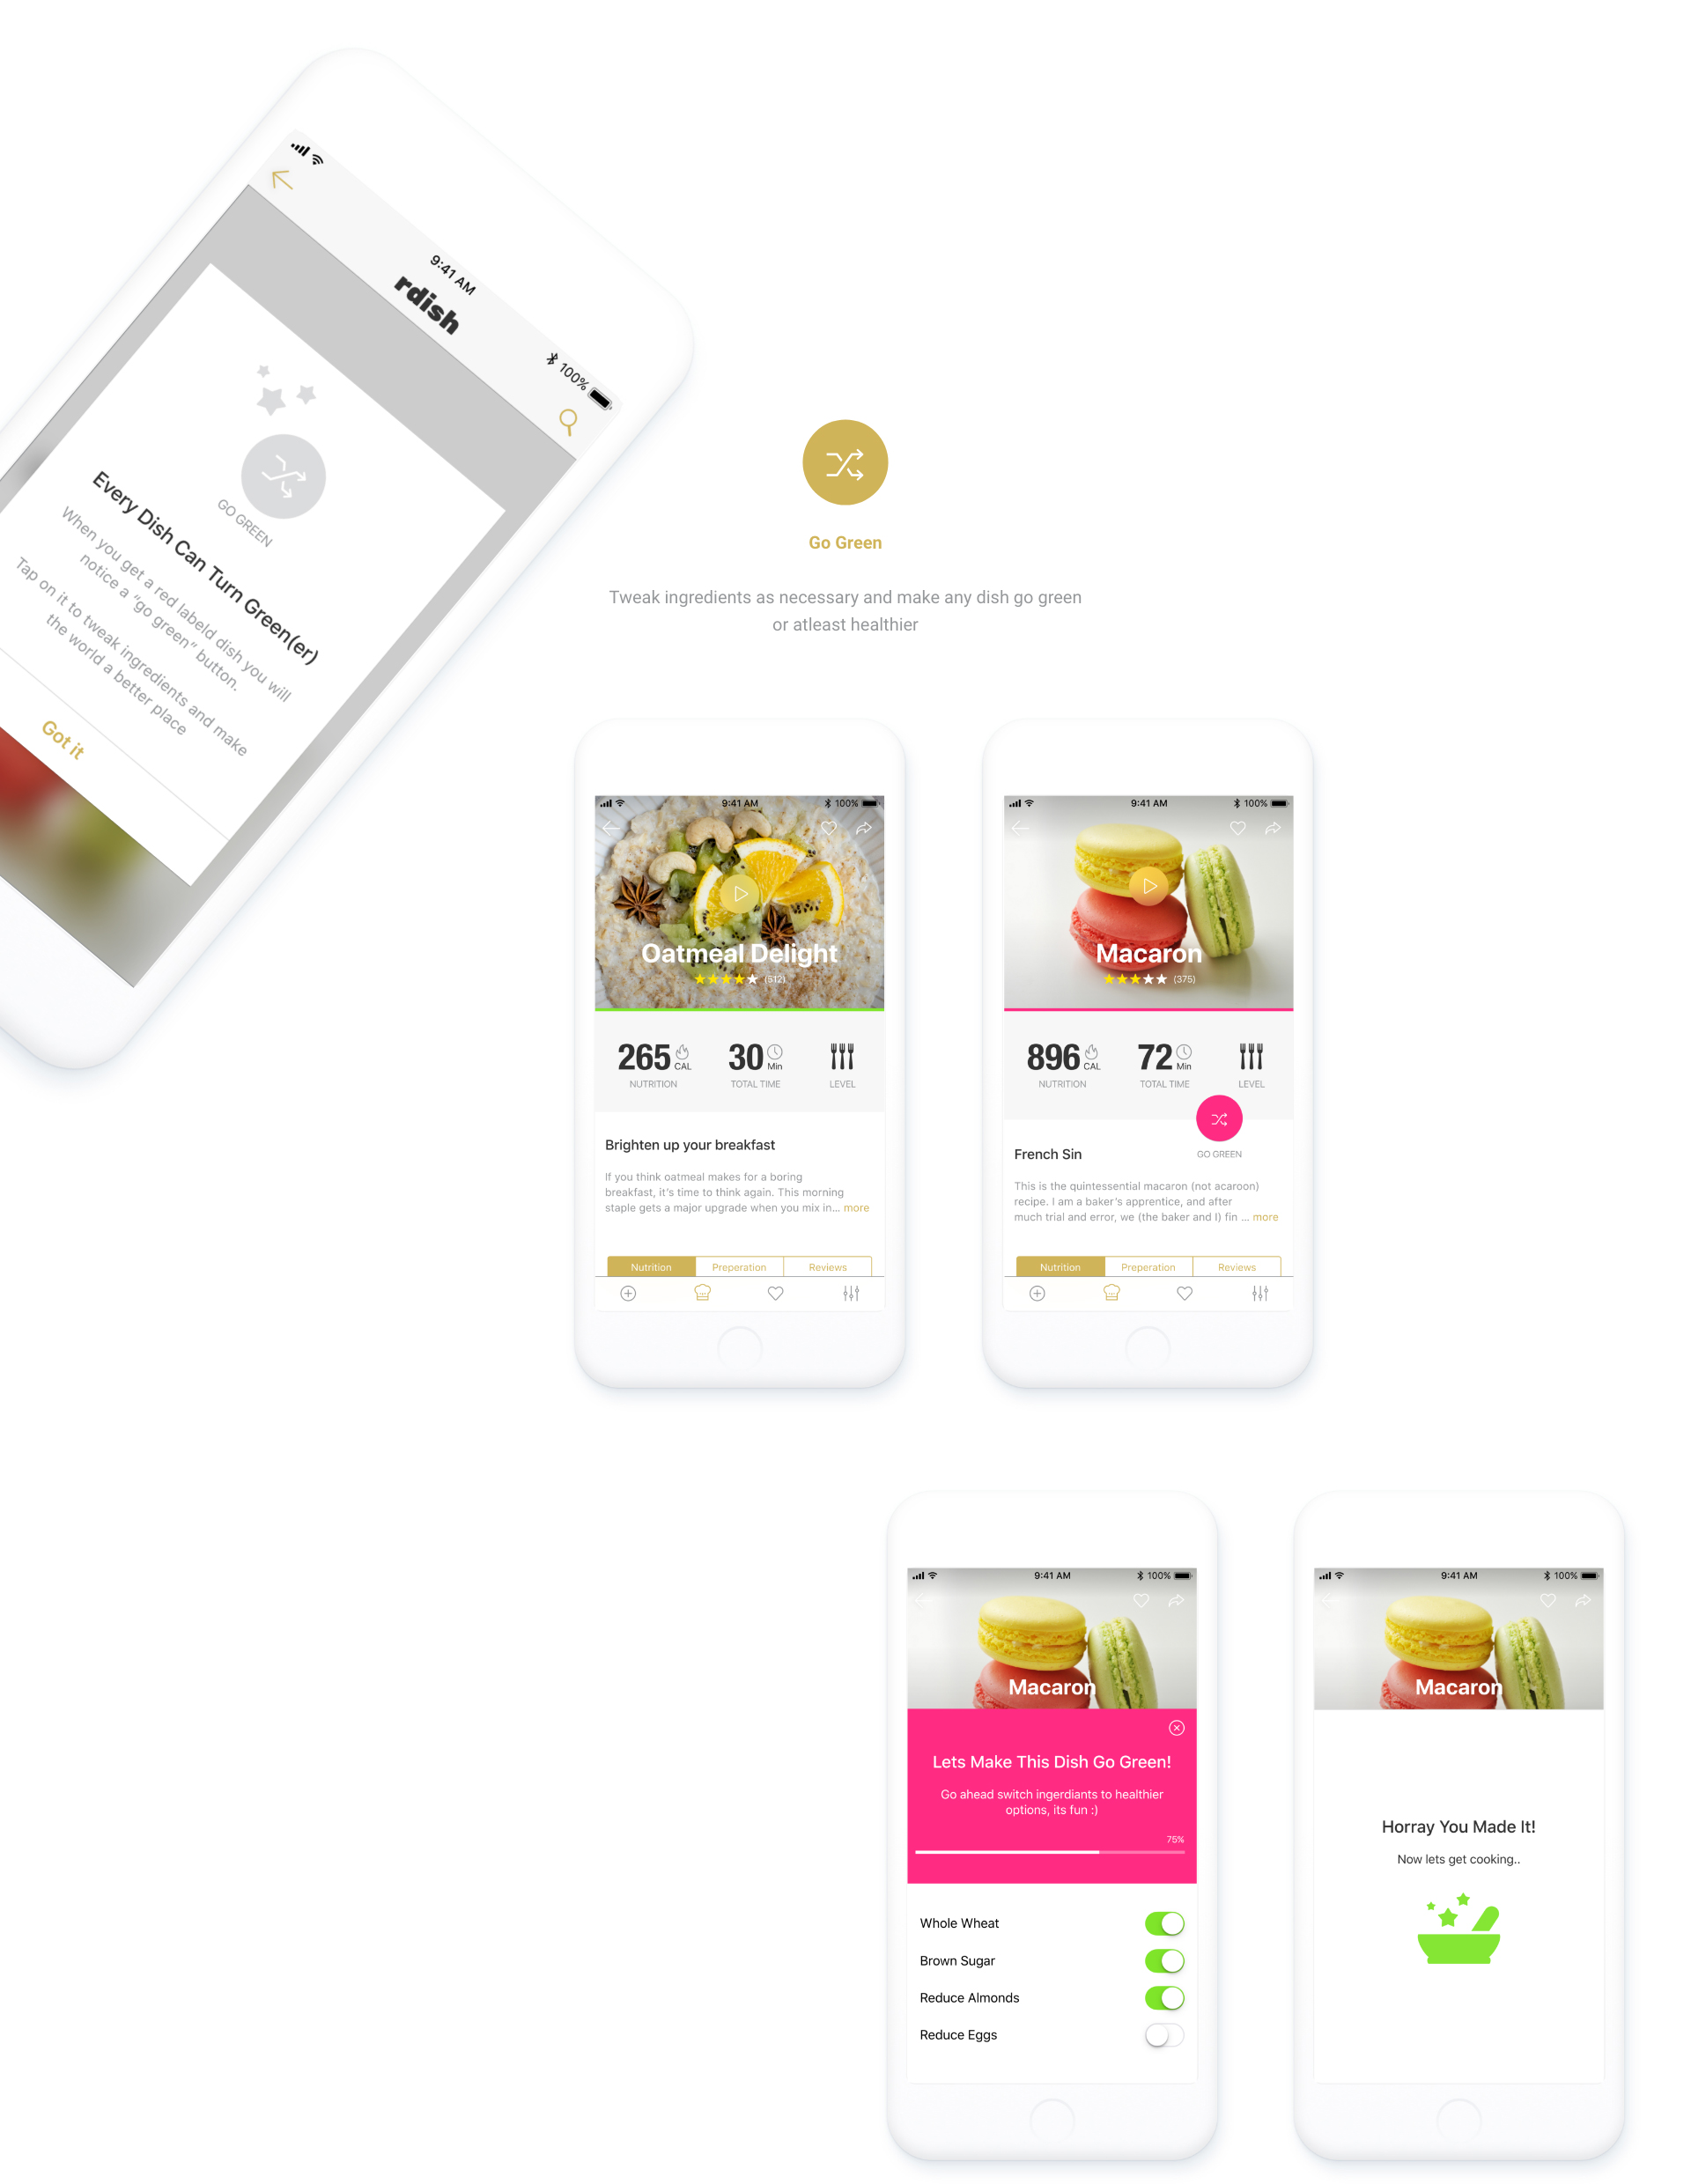 9:41 AM
100%
rdish
GO GREEN
Every Dish Can Turn Green(er)
When you get a red labeld dish you will
notice a “go green” button.
Tap on it to tweak ingredients and make
the world a better place
Got it
Go Green
Tweak ingredients as necessary and make any dish go green
or atleast healthier
9:41 AM
100%
Oatmeal Delight
(512)
265 CAL
NUTRITION
30 Min
TOTAL TIME
LEVEL
Brighten up your breakfast
If you think oatmeal makes for a boring
breakfast, it's time to think again. This morning
staple gets a major upgrade when you mix in... more
Nutrition
Preperation
Reviews
9:41 AM
100%
Macaron
(375)
896 CAL
NUTRITION
72 Min
TOTAL TIME
LEVEL
GO GREEN
French Sin
This is the quintessential macaron (not acaroon)
recipe. I am a baker's apprentice, and after
much trial and error, we (the baker and I) fin ... more
Nutrition
Preperation
Reviews
9:41 AM
100%
Macaron
Lets Make This Dish Go Green!
Go ahead switch ingerdiants to healthier
options, its fun :)
75%
Whole Wheat
Brown Sugar
Reduce Almonds
Reduce Eggs
9:41 AM
100%
Macaron
Horray You Made It!
Now lets get cooking..